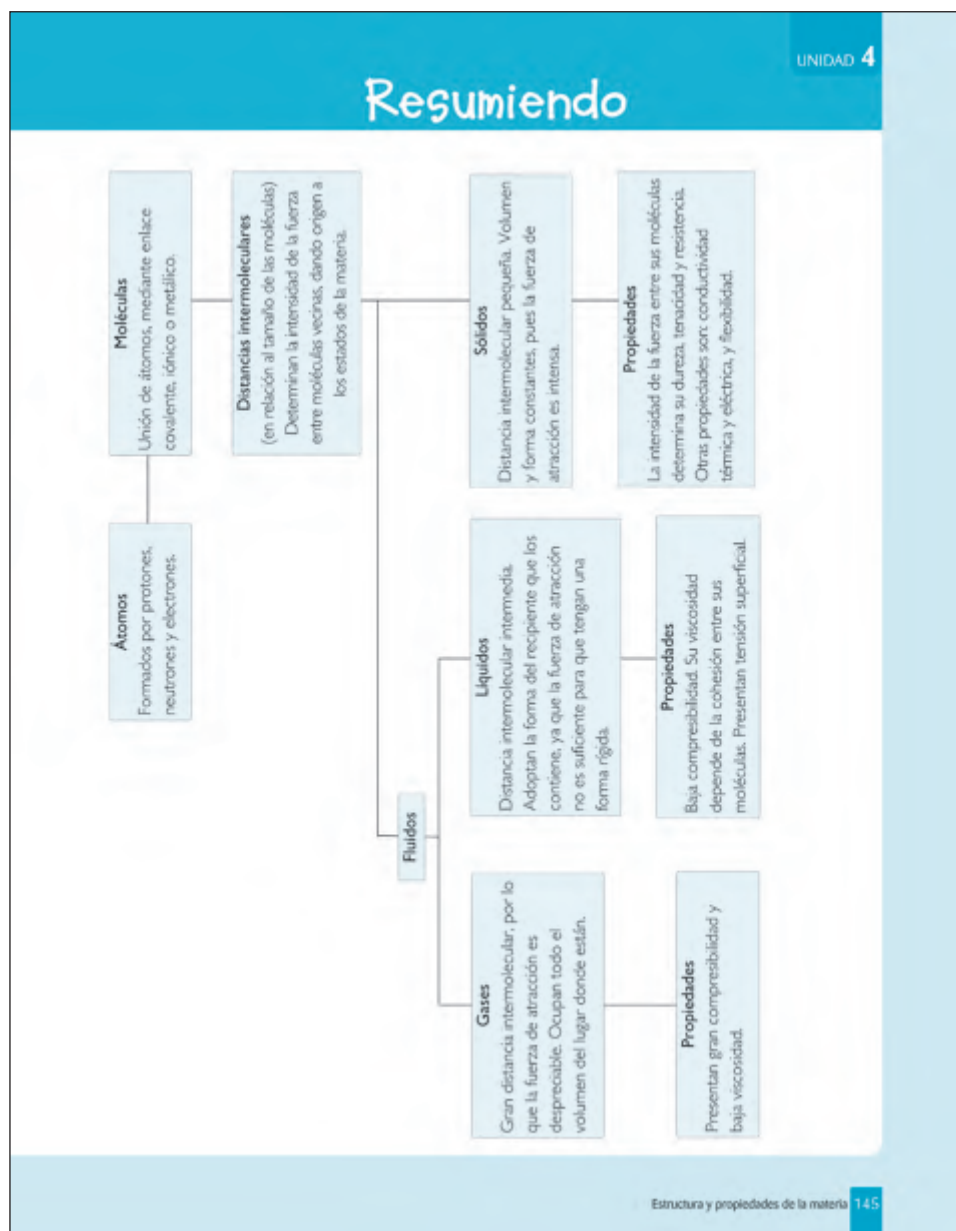 UNIDAD 4
Resumiendo
Átomos
Formados por protones,
neutrones y electrones.
Moléculas
Unión de átomos, mediante enlace
covalente, iónico o metálico.
Distancias intermoleculares
(en relación al tamaño de las moléculas)
Determinan la intensidad de la fuerza
entre moléculas vecinas, dando origen a
los estados de la materia.
Fluidos
Gases
Gran distancia intermolecular, por lo
que la fuerza de atracción es
despreciable. Ocupan todo el
volumen del lugar donde están.
Líquidos
Distancia intermolecular intermedia.
Adoptan la forma del recipiente que los
contiene, ya que la fuerza de atracción
no es suficiente para que tengan una
forma rígida.
Sólidos
Distancia intermolecular pequeña. Volumen
y forma constantes, pues la fuerza de
atracción es intensa.
Propiedades
Presentan gran compresibilidad y
baja viscosidad.
Propiedades
Baja compresibilidad. Su viscosidad
depende de la cohesión entre sus
moléculas. Presentan tensión superficial.
Propiedades
La intensidad de la fuerza entre sus moléculas
determina su dureza, tenacidad y resistencia.
Otras propiedades son: conductividad
térmica y eléctrica, y flexibilidad.
Estructura y propiedades de la materia 145